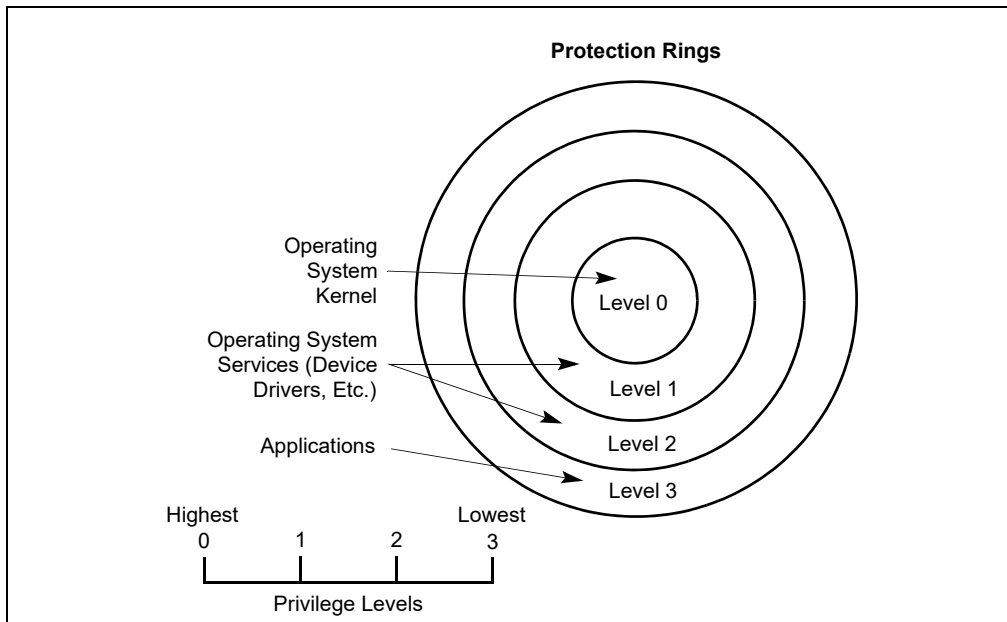 Protection Rings
Operating
System
Kernel
Level 0
Operating System
Services (Device
Drivers, Etc.)
Level 1
Level 2
Applications
Level 3
Highest
Lowest
0
1
2
3
Privilege Levels